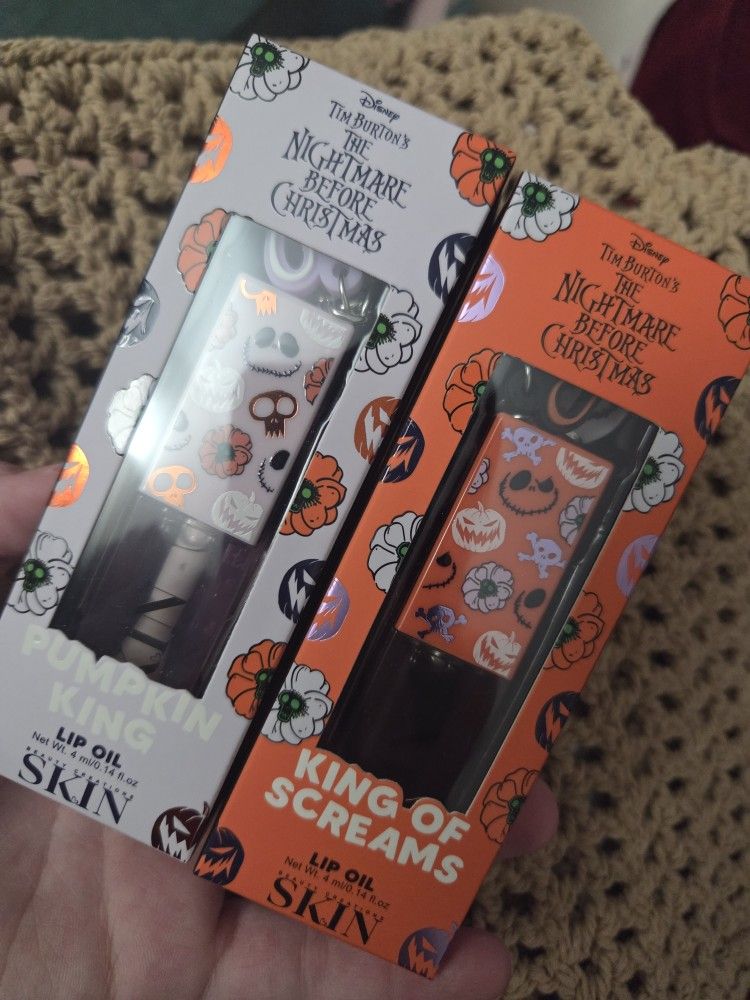 Disney
TIM BURTON'S
THE
NIGHTMARE
BEFORE
CHRISTMAS
PUMPKIN
KING
LIP OIL
Net Wt. 4 ml/0.14 fl.oz
BEAUTY CREATIONS
SKIN
Disney
TIM BURTON'S
THE
NIGHTMARE
BEFORE
CHRISTMAS
KING OF
SCREAMS
LIP OIL
Net Wt. 4 ml/0.14 fl.oz
BEAUTY CREATIONS
SKIN